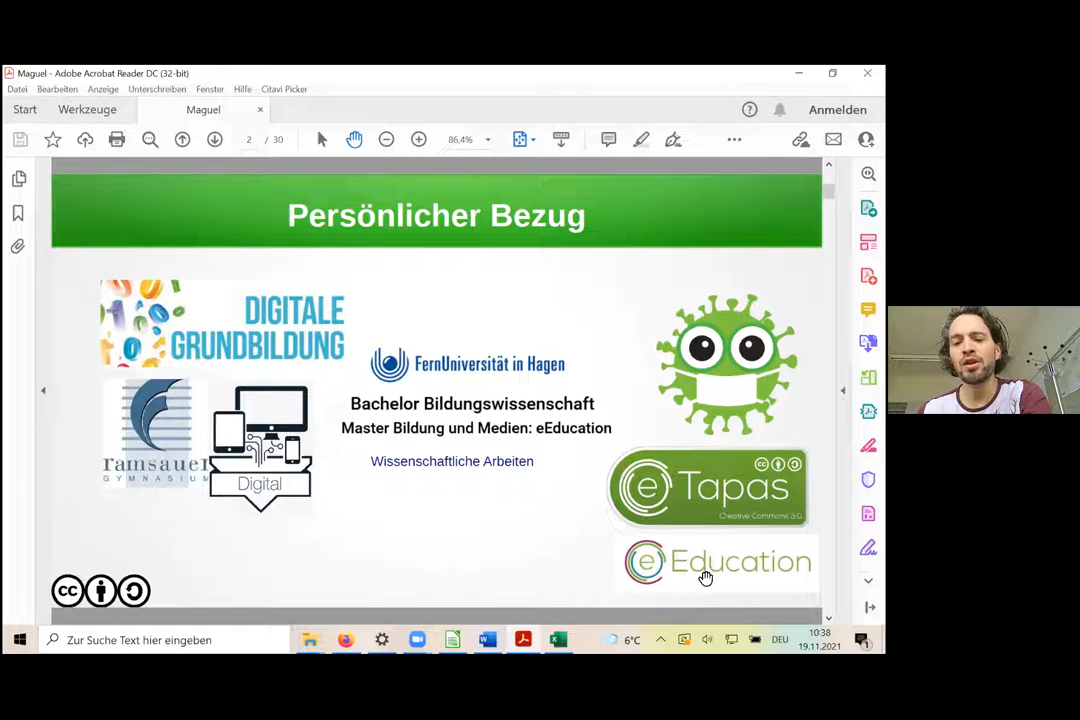 Maguel - Adobe Acrobat Reader DC (32-bit)
Datei Bearbeiten Anzeige Unterschreiben Fenster Hilfe Citavi Picker
Start Werkzeuge Maguel × ? Anmelden
2 / 30 86,4%
Persönlicher Bezug
DIGITALE
GRUNDBILDUNG
FernUniversität in Hagen
Bachelor Bildungswissenschaft
Master Bildung und Medien: eEducation
Wissenschaftliche Arbeiten
ramsauer
GYMNASIUM
Digital
e Tapas
Creative Commons 3.0
e Education
cc
Zur Suche Text hier eingeben
6°C
DEU
10:38
19.11.2021